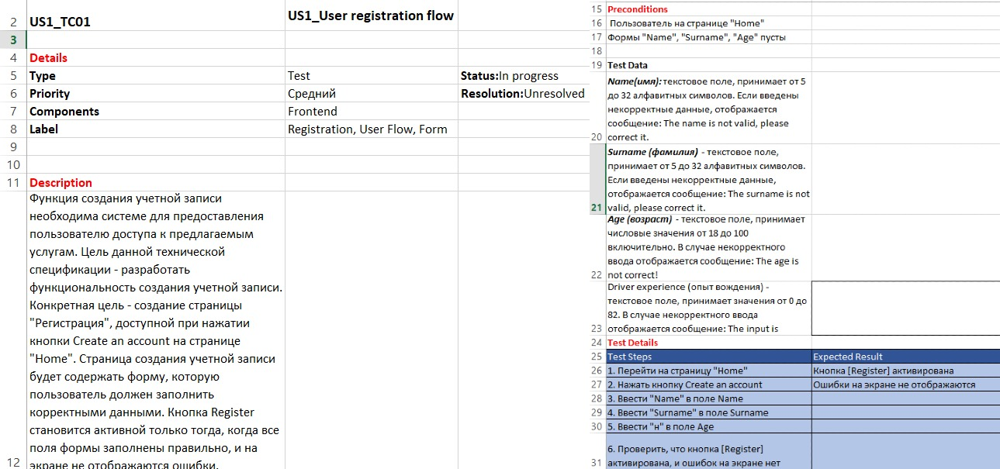 2 US1_TC01 US1_User registration flow
3
4 Details
5 Type Test Status:In progress
6 Priority Средний Resolution:Unresolved
7 Components Frontend
8 Label Registration, User Flow, Form
9
10
11 Description
Функция создания учетной записи
необходима системе для предоставления
пользователю доступа к предлагаемым
услугам. Цель данной технической
спецификации - разработать
функциональность создания учетной записи.
Конкретная цель - создание страницы
"Регистрация", доступной при нажатии
кнопки Create an account на странице
"Home". Страница создания учетной записи
будет содержать форму, которую
пользователь должен заполнить
корректными данными. Кнопка Register
становится активной только тогда, когда все
поля формы заполнены правильно, и на
12 экране не отображаются ошибки.
15 Preconditions
16 Пользователь на странице "Home"
17 Формы "Name", "Surname", "Age" пусты
18
19 Test Data
Name(имя): текстовое поле, принимает от 5
до 32 алфавитных символов. Если введены
некорректные данные, отображается
сообщение: The name is not valid, please
20 correct it.
Surname (фамилия) - текстовое поле,
принимает от 5 до 32 алфавитных символов.
Если введены некорректные данные,
отображается сообщение: The surname is not
21 valid, please correct it.
Age (возраст) - текстовое поле, принимает
числовые значения от 18 до 100
включительно. В случае некорректного
ввода отображается сообщение: The age is
22 not correct!
Driver experience (опыт вождения) -
текстовое поле, принимает значения от 0 до
82. В случае некорректного ввода
23 отображается сообщение: The input is
24 Test Details
25 Test Steps Expected Result
26 1. Перейти на страницу "Home" Кнопка [Register] активирована
27 2. Нажать кнопку Create an account Ошибки на экране не отображаются
28 3. Ввести "Name" в поле Name
29 4. Ввести "Surname" в поле Surname
30 5. Ввести "н" в поле Age
6. Проверить, что кнопка [Register]
31 активирована, и ошибок на экране нет